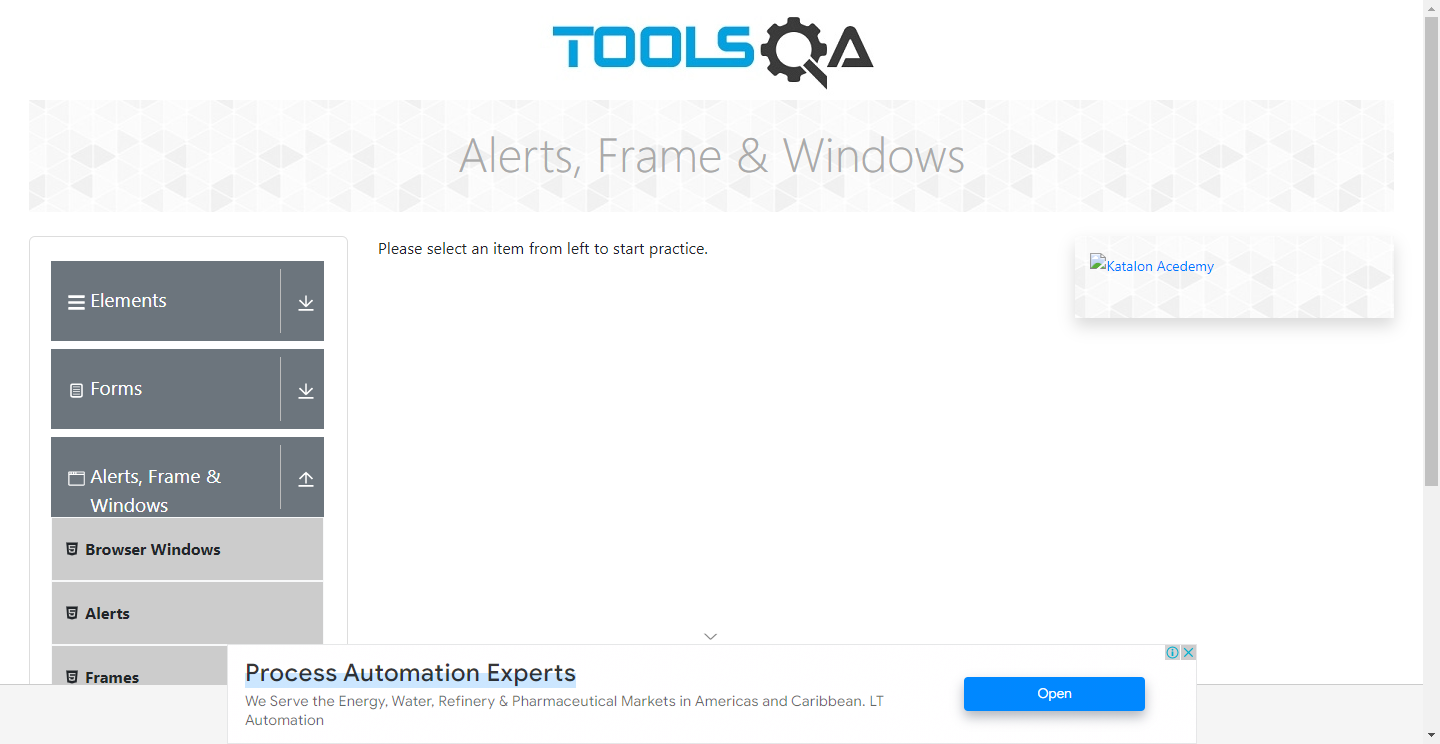 TOOLSQA
Alerts, Frame & Windows
Elements
Forms
Alerts, Frame &
Windows
Browser Windows
Alerts
Frames
Please select an item from left to start practice.
Katalon Acedemy
Process Automation Experts
We Serve the Energy, Water, Refinery & Pharmaceutical Markets in Americas and Caribbean. LT
Automation
Open